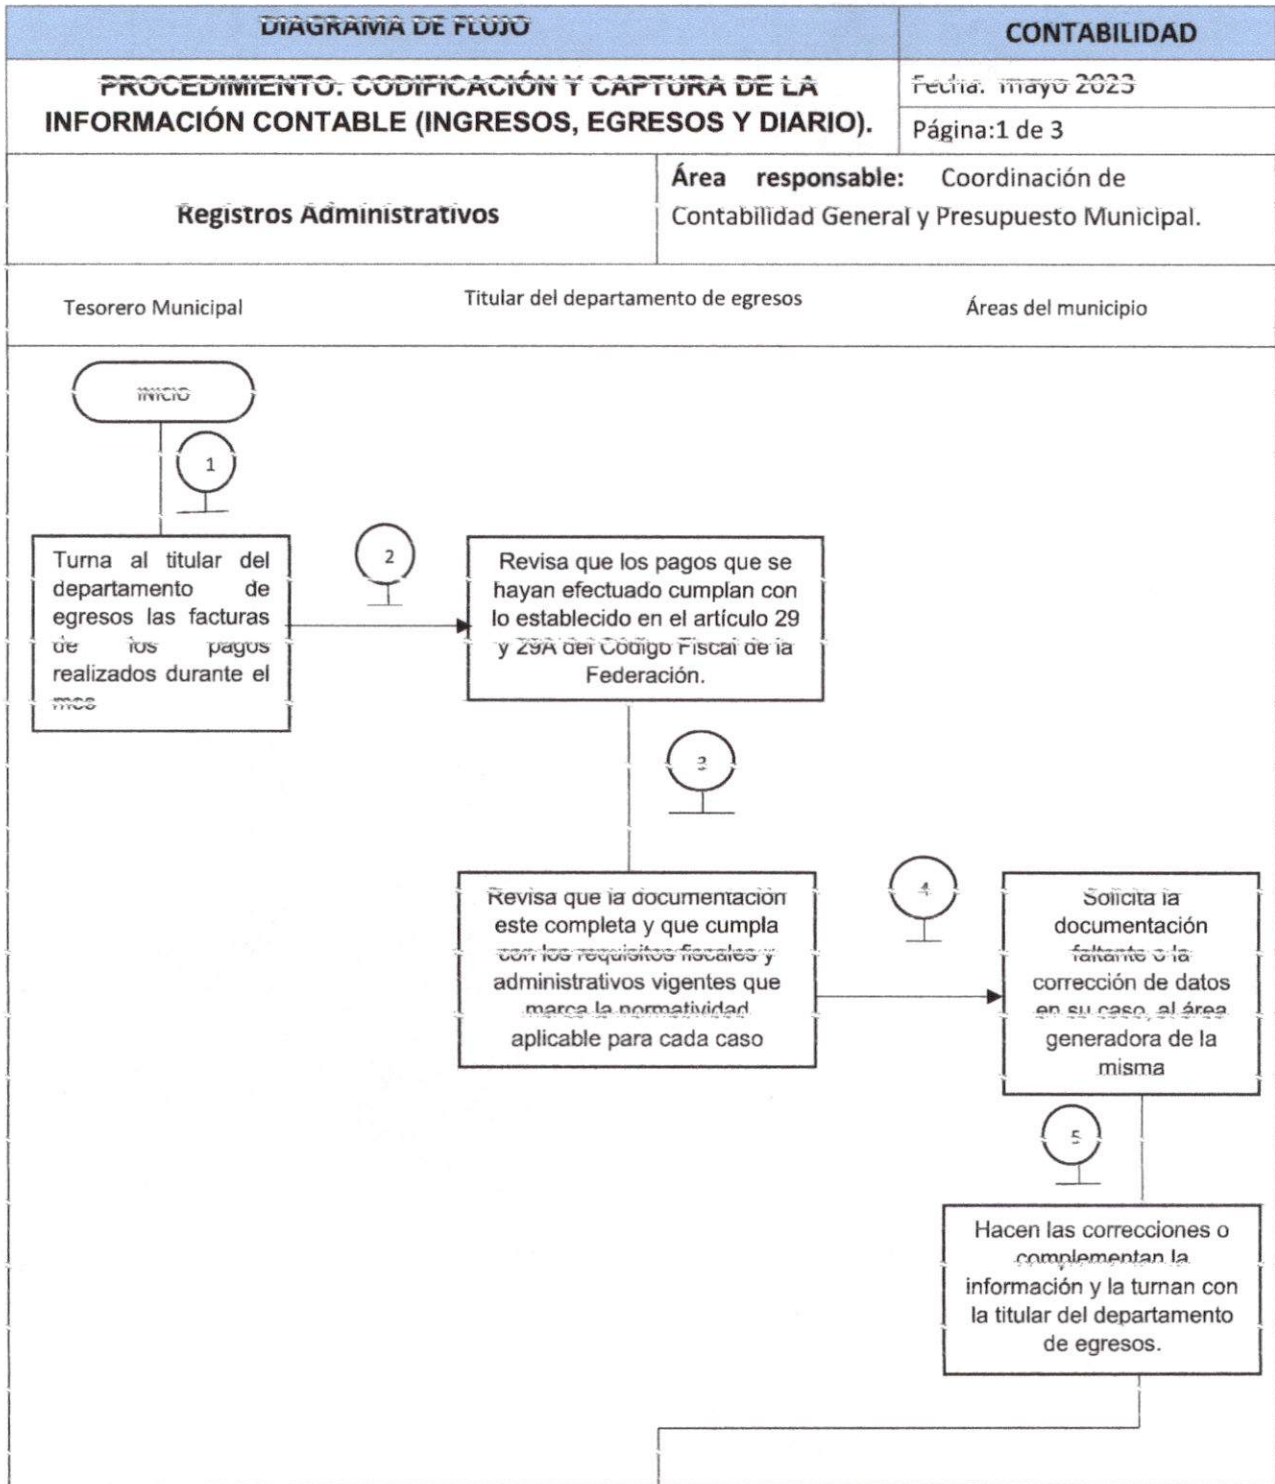 DIAGRAMA DE FLUJO
CONTABILIDAD
PROCEDIMIENTO: CODIFICACIÓN Y CAPTURA DE LA
INFORMACIÓN CONTABLE (INGRESOS, EGRESOS Y DIARIO).
Fecha: mayo 2023
Página:1 de 3
Registros Administrativos
Área responsable: Coordinación de
Contabilidad General y Presupuesto Municipal.
Tesorero Municipal
Titular del departamento de egresos
Áreas del municipio
INICIO
1
Turna al titular del
departamento de
egresos las facturas
de los pagos
realizados durante el
mes
2
Revisa que los pagos que se
hayan efectuado cumplan con
lo establecido en el artículo 29
y 29A del Código Fiscal de la
Federación.
3
Revisa que la documentación
este completa y que cumpla
con los requisitos fiscales y
administrativos vigentes que
marca la normatividad
aplicable para cada caso
4
Solicita la
documentación
faltante o la
corrección de datos
en su caso, al área
generadora de la
misma
5
Hacen las correcciones o
complementan la
información y la turnan con
la titular del departamento
de egresos.